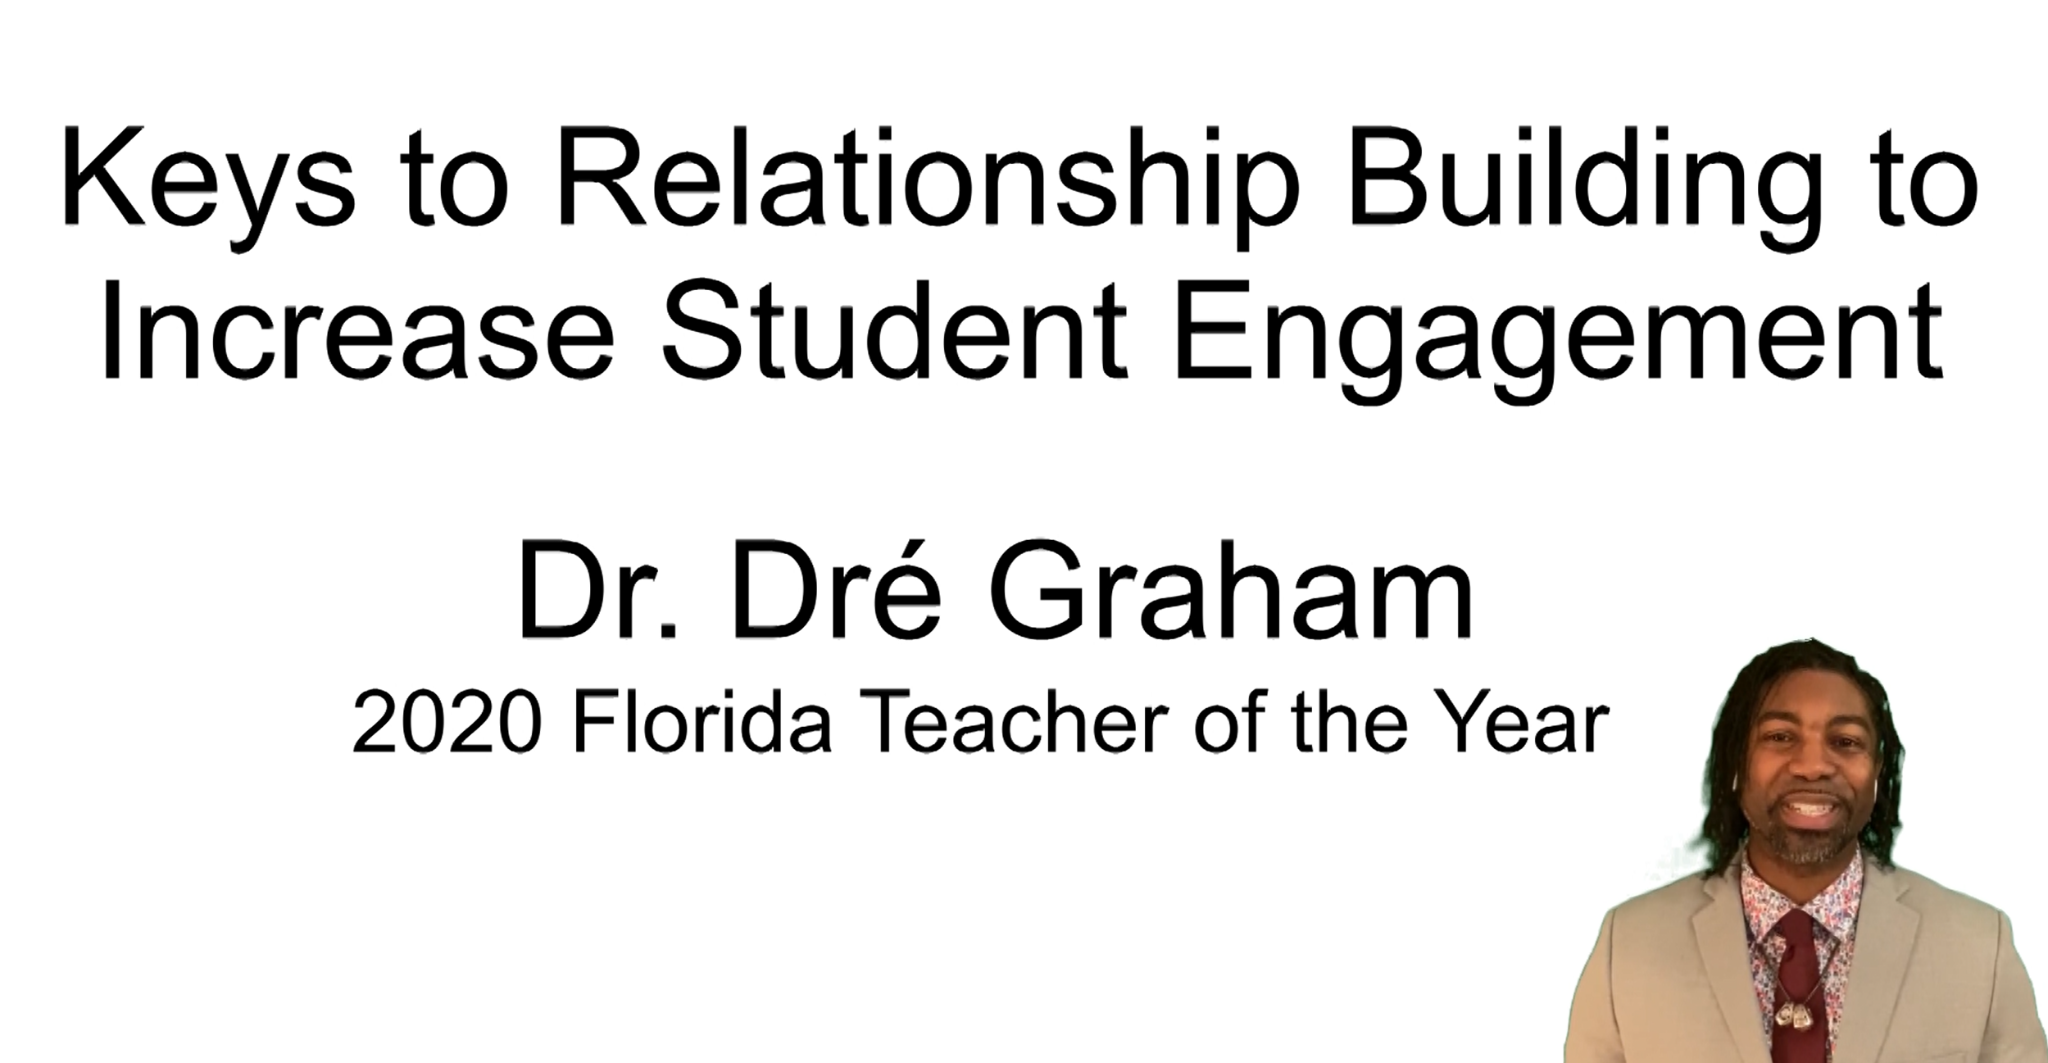 Keys to Relationship Building to
Increase Student Engagement
Dr. Dré Graham
2020 Florida Teacher of the Year